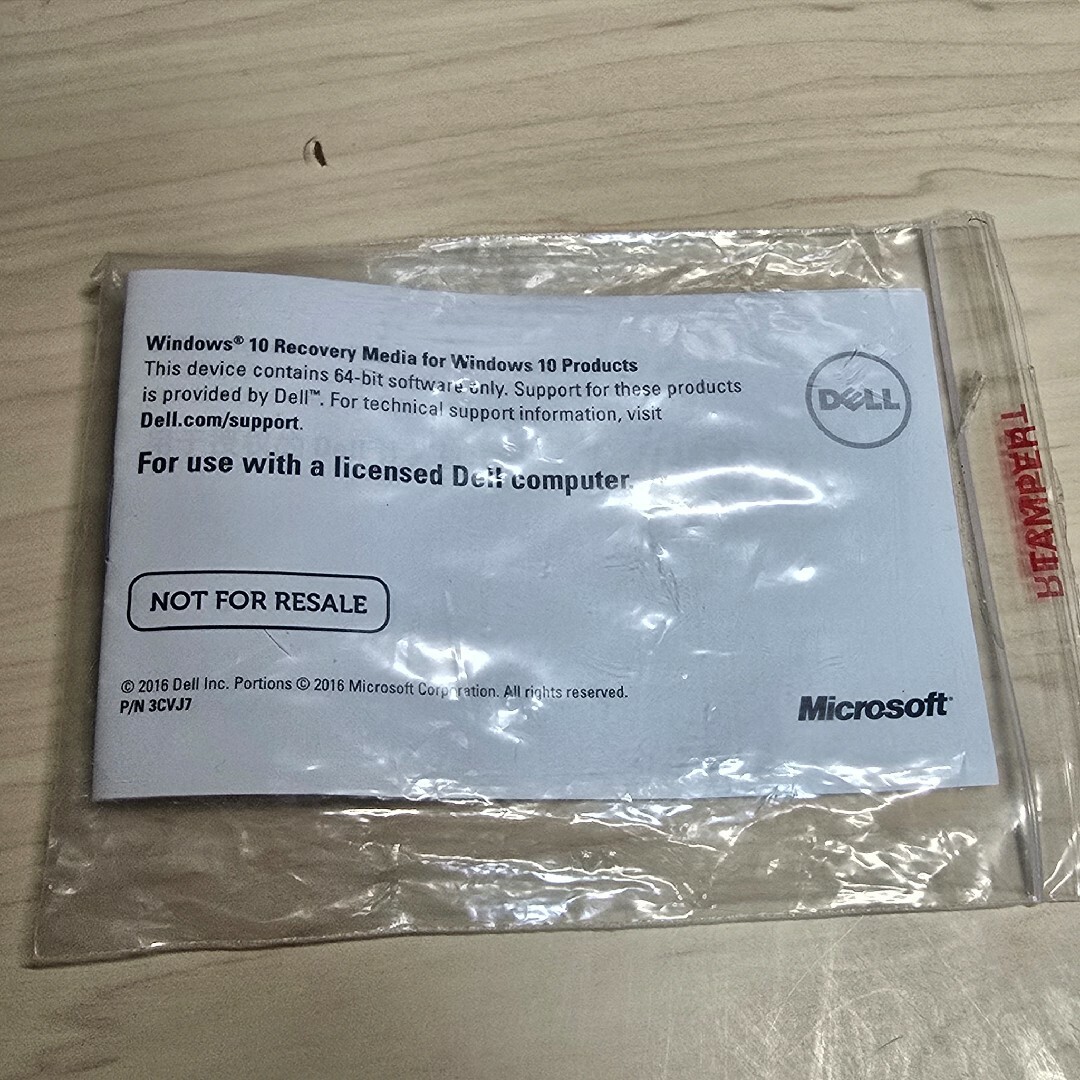 Windows® 10 Recovery Media for Windows 10 Products
This device contains 64-bit software only. Support for these products
is provided by Dell™. For technical support information, visit
Dell.com/support.
For use with a licensed Dell computer.
DELL
NOT FOR RESALE
© 2016 Dell Inc. Portions © 2016 Microsoft Corporation. All rights reserved.
P/N 3CVJ7
Microsoft